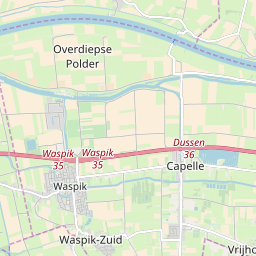 Overdiepse
Polder
Dussen
36
Waspik
35
Waspik
35
Capelle
Waspik
Waspik-Zuid
Vrijho